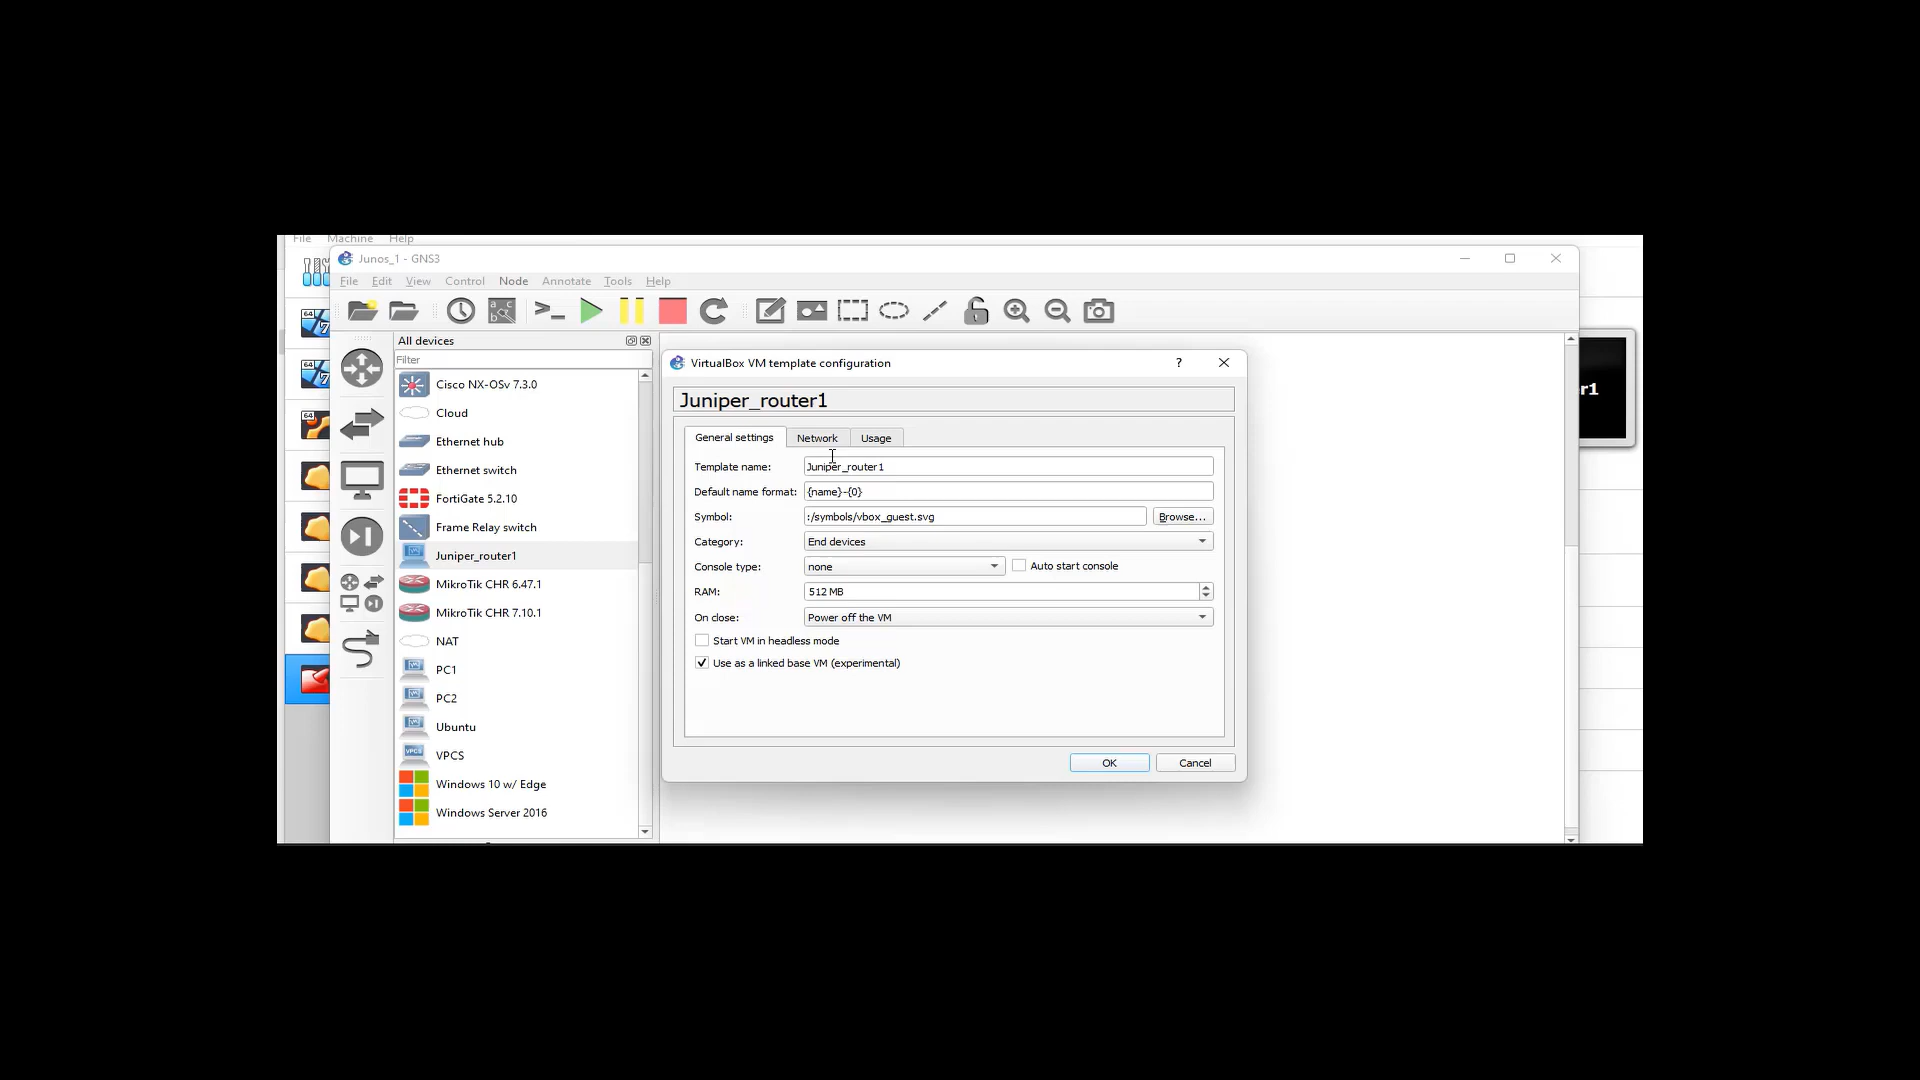 File Machine Help
Junos_1 - GNS3
File Edit View Control Node Annotate Tools Help
All devices
Filter
Cisco NX-OSv 7.3.0
Cloud
Ethernet hub
Ethernet switch
FortiGate 5.2.10
Frame Relay switch
Juniper_router1
MikroTik CHR 6.47.1
MikroTik CHR 7.10.1
NAT
PC1
PC2
Ubuntu
VPCS
Windows 10 w/ Edge
Windows Server 2016
VirtualBox VM template configuration
Juniper_router1
General settings Network Usage
Template name: Juniper_router1
Default name format: {name}-{0}
Symbol: :/symbols/vbox_guest.svg Browse...
Category: End devices
Console type: none Auto start console
RAM: 512 MB
On close: Power off the VM
Start VM in headless mode
Use as a linked base VM (experimental)
OK Cancel
r1